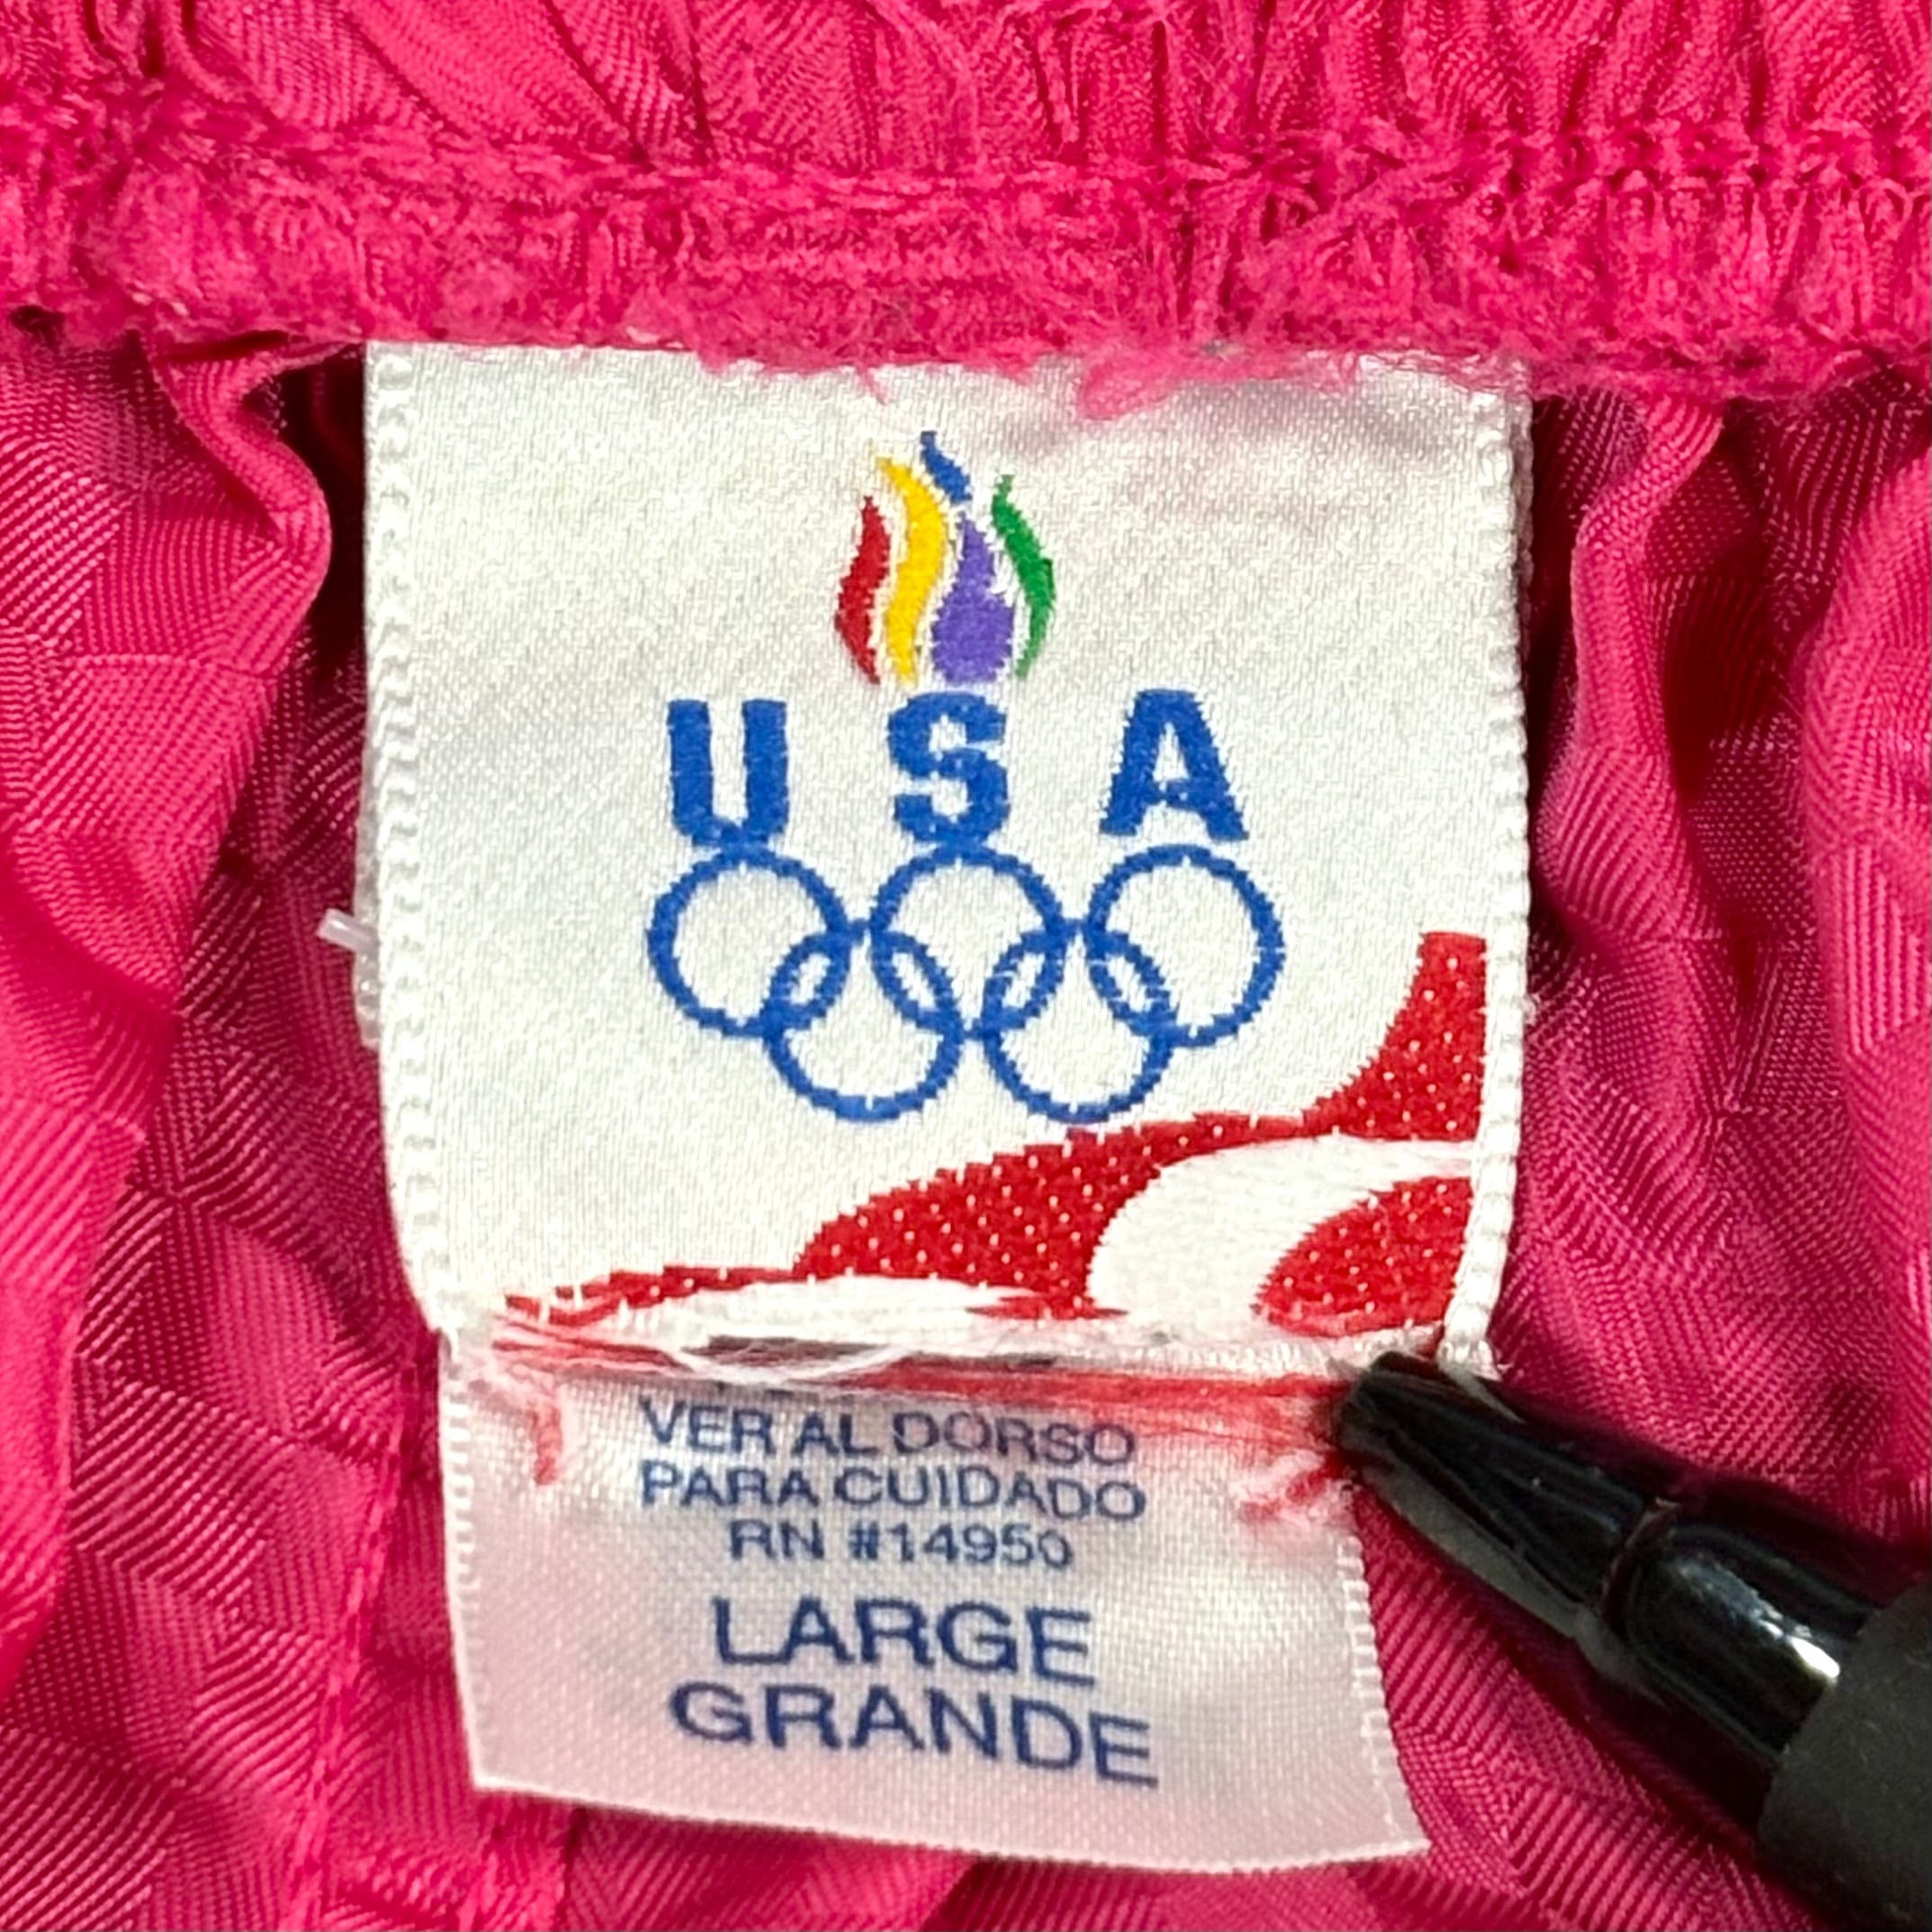 USA
VER AL DORSO
PARA CUIDADO
RN #14950
LARGE
GRANDE